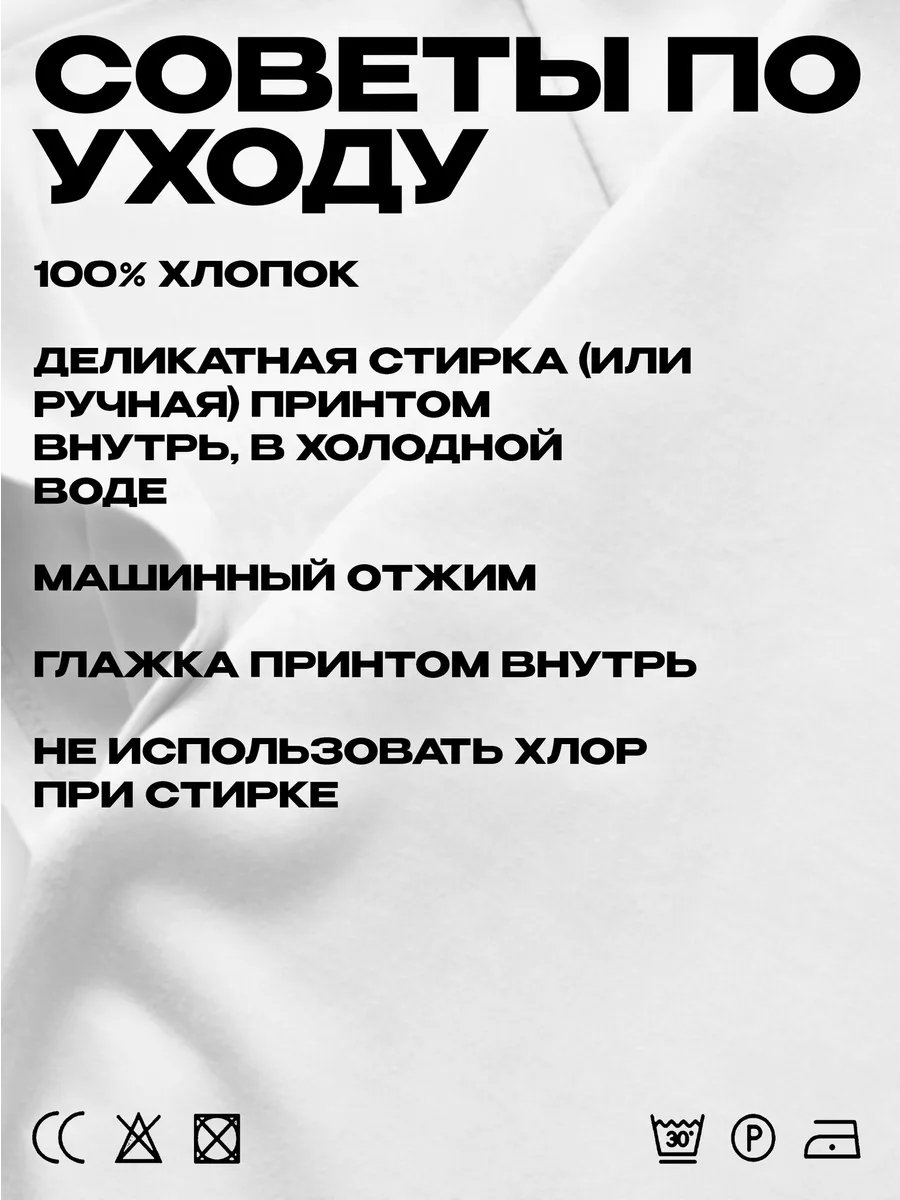 СОВЕТЫ ПО
УХОДУ
100% ХЛОПОК
ДЕЛИКАТНАЯ СТИРКА (ИЛИ
РУЧНАЯ) ПРИНТОМ
ВНУТРЬ, В ХОЛОДНОЙ
ВОДЕ
МАШИННЫЙ ОТЖИМ
ГЛАЖКА ПРИНТОМ ВНУТРЬ
НЕ ИСПОЛЬЗОВАТЬ ХЛОР
ПРИ СТИРКЕ
CC 30° P